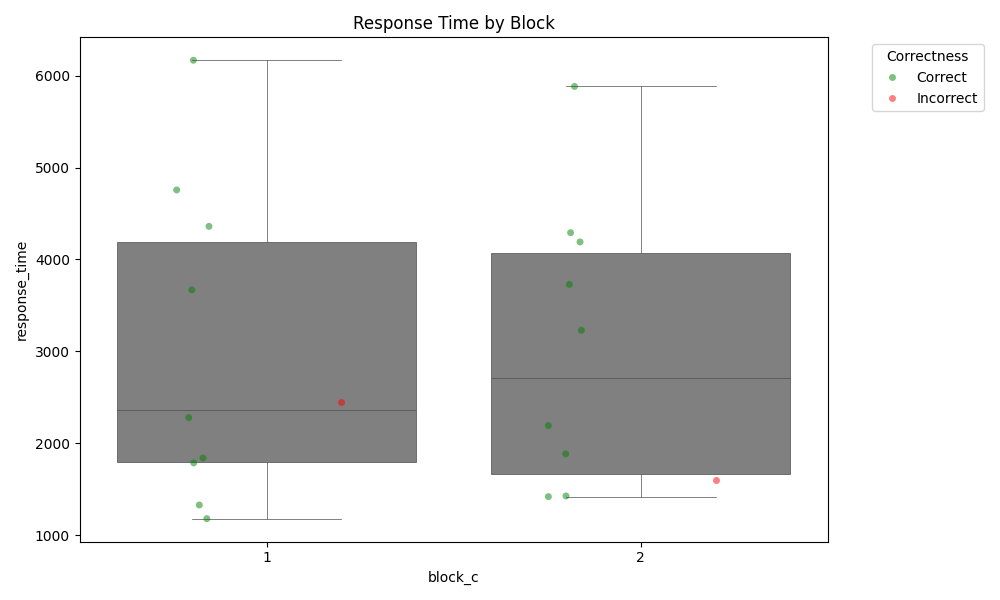 Response Time by Block
Correctness
Correct
Incorrect
response_time
6000
5000
4000
3000
2000
1000
1
2
block_c